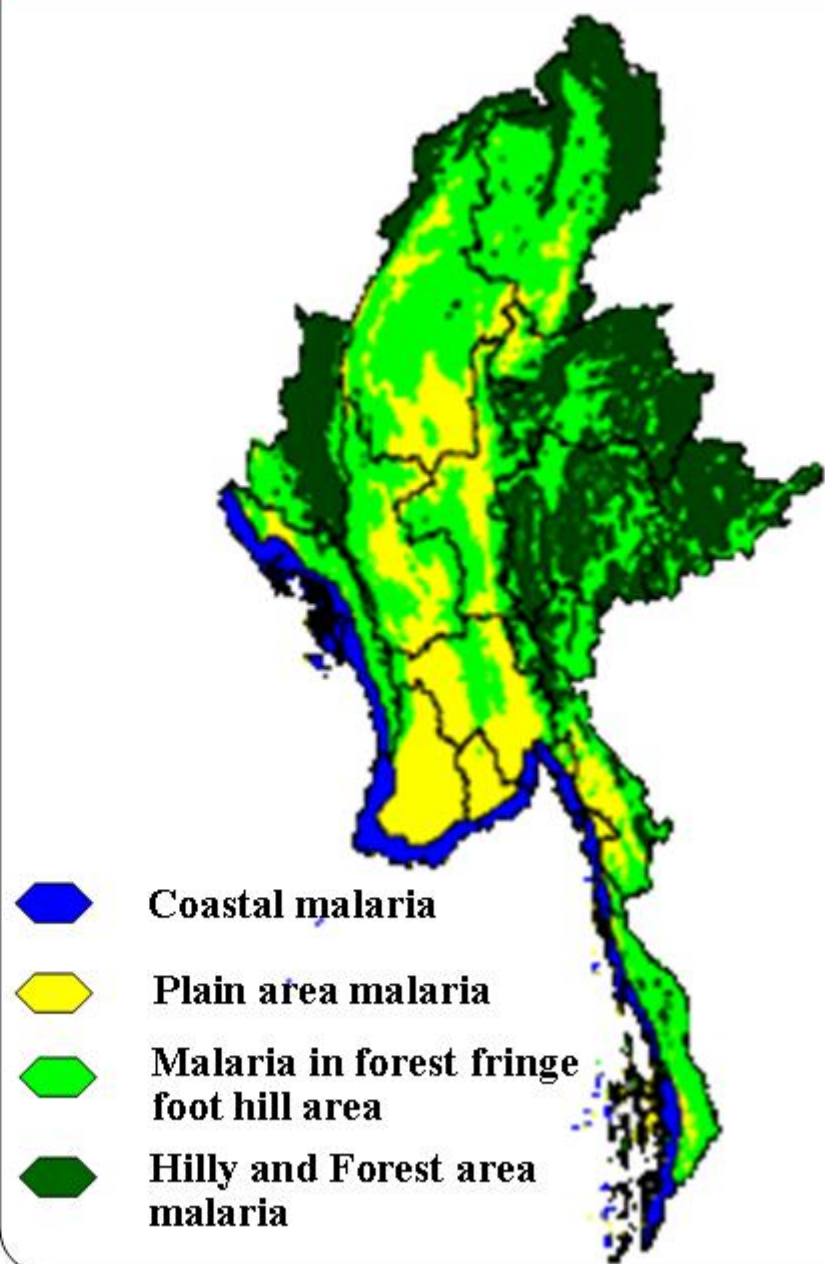 Coastal malaria
Plain area malaria
Malaria in forest fringe
foot hill area
Hilly and Forest area
malaria